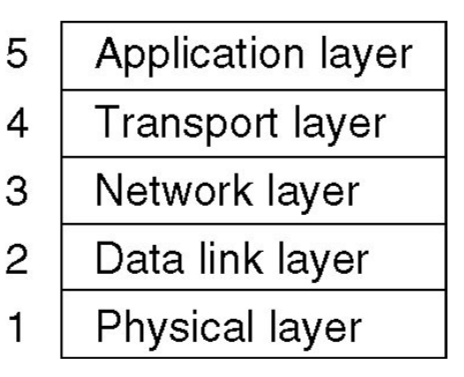 5 Application layer
4 Transport layer
3 Network layer
2 Data link layer
1 Physical layer